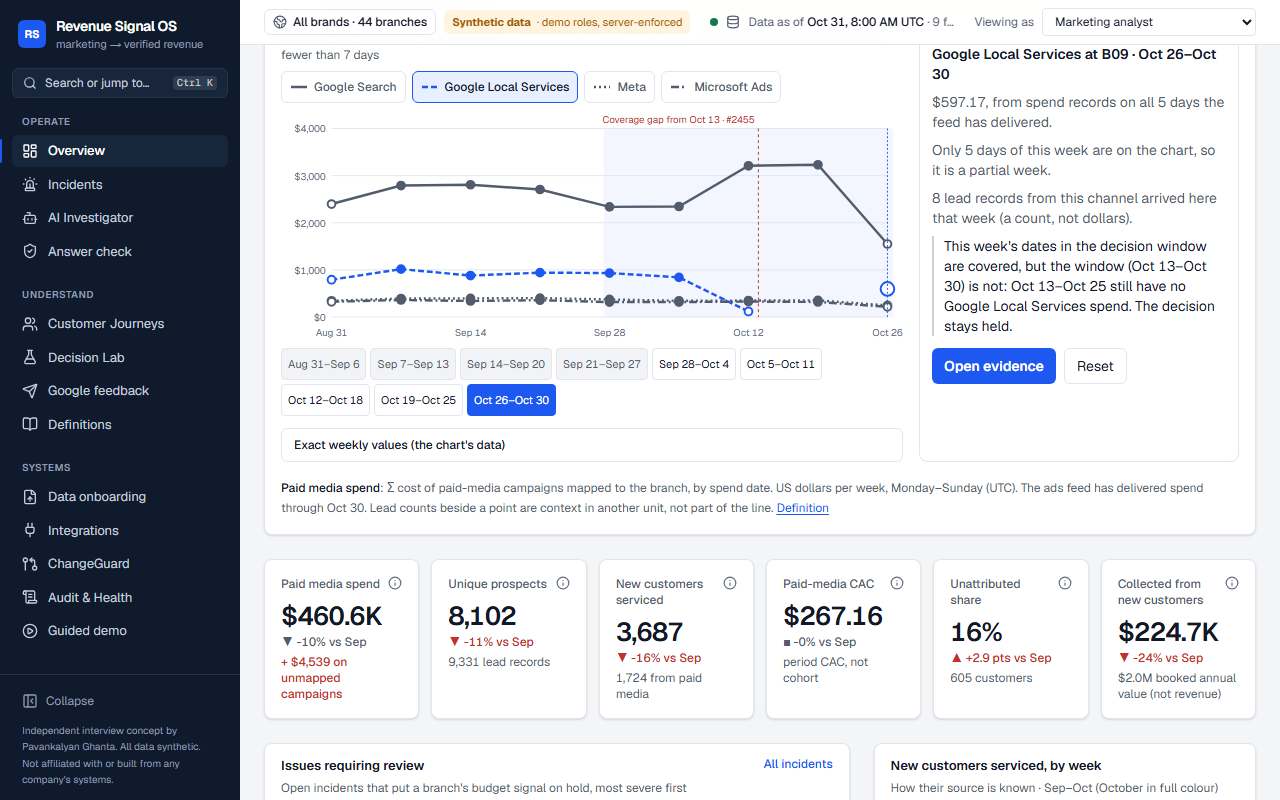 RS
Revenue Signal OS
marketing → verified revenue
Search or jump to...
Ctrl K
OPERATE
Overview
Incidents
AI Investigator
Answer check
UNDERSTAND
Customer Journeys
Decision Lab
Google feedback
Definitions
SYSTEMS
Data onboarding
Integrations
ChangeGuard
Audit & Health
Guided demo
Collapse
Independent interview concept by
Pavankalyan Ghanta. All data synthetic.
Not affiliated with or built from any
company's systems.
All brands · 44 branches
Synthetic data · demo roles, server-enforced
Data as of Oct 31, 8:00 AM UTC · 9 f…
Viewing as
Marketing analyst
fewer than 7 days
Google Search
Google Local Services
Meta
Microsoft Ads
Coverage gap from Oct 13 · #2455
$4,000
$3,000
$2,000
$1,000
$0
Aug 31
Sep 14
Sep 28
Oct 12
Oct 26
Aug 31–Sep 6
Sep 7–Sep 13
Sep 14–Sep 20
Sep 21–Sep 27
Sep 28–Oct 4
Oct 5–Oct 11
Oct 12–Oct 18
Oct 19–Oct 25
Oct 26–Oct 30
Exact weekly values (the chart's data)
Google Local Services at B09 · Oct 26–Oct
30
$597.17, from spend records on all 5 days the
feed has delivered.
Only 5 days of this week are on the chart, so
it is a partial week.
8 lead records from this channel arrived here
that week (a count, not dollars).
This week's dates in the decision window
are covered, but the window (Oct 13–Oct
30) is not: Oct 13–Oct 25 still have no
Google Local Services spend. The decision
stays held.
Open evidence
Reset
Paid media spend: Σ cost of paid-media campaigns mapped to the branch, by spend date. US dollars per week, Monday–Sunday (UTC). The ads feed has delivered spend
through Oct 30. Lead counts beside a point are context in another unit, not part of the line. Definition
Paid media spend
$460.6K
▼ -10% vs Sep
+ $4,539 on
unmapped
campaigns
Unique prospects
8,102
▼ -11% vs Sep
9,331 lead records
New customers
serviced
3,687
▼ -16% vs Sep
1,724 from paid
media
Paid-media CAC
$267.16
■ -0% vs Sep
period CAC, not
cohort
Unattributed
share
16%
▲ +2.9 pts vs Sep
605 customers
Collected from
new customers
$224.7K
▼ -24% vs Sep
$2.0M booked annual
value (not revenue)
Issues requiring review
All incidents
Open incidents that put a branch's budget signal on hold, most severe first
New customers serviced, by week
How their source is known · Sep–Oct (October in full colour)